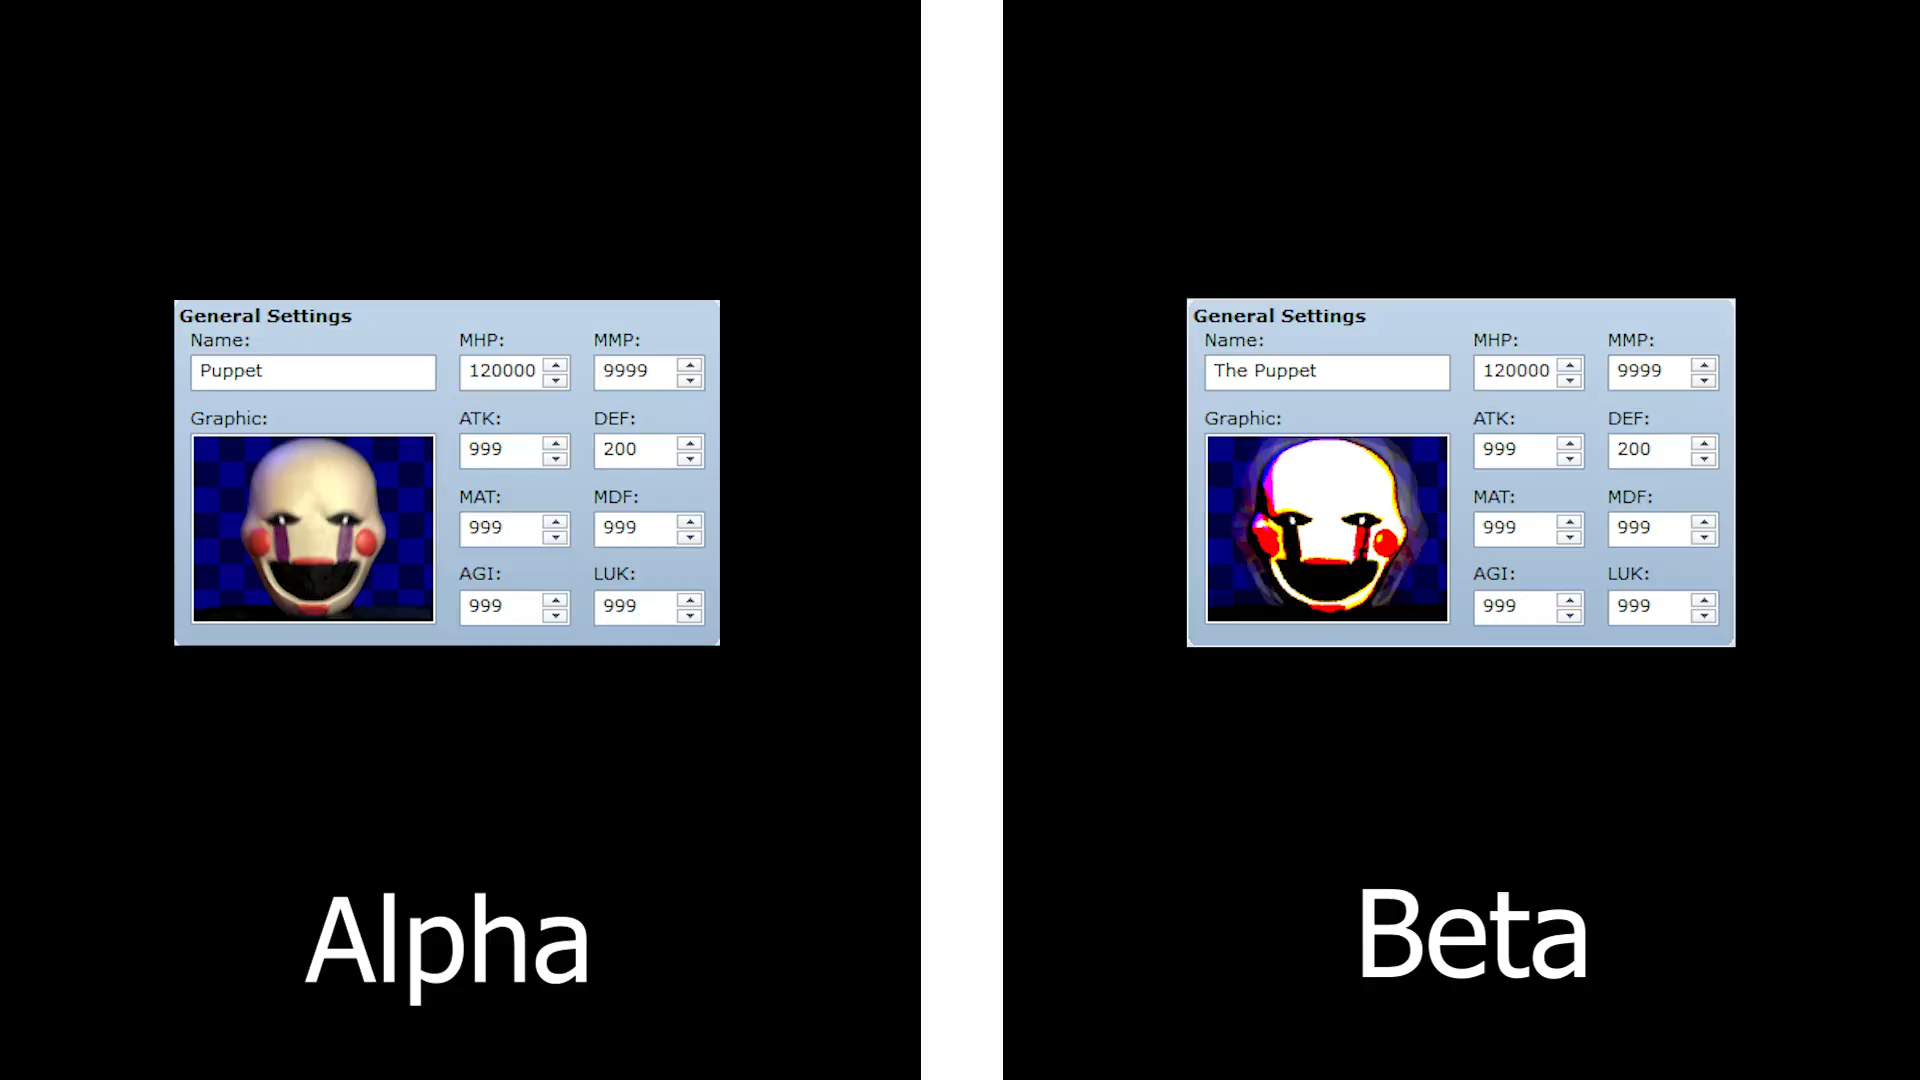 General Settings
Name: MHP: MMP:
Puppet 120000 9999
Graphic: ATK: DEF:
999 200
MAT: MDF:
999 999
AGI: LUK:
999 999
Alpha
General Settings
Name: MHP: MMP:
The Puppet 120000 9999
Graphic: ATK: DEF:
999 200
MAT: MDF:
999 999
AGI: LUK:
999 999
Beta